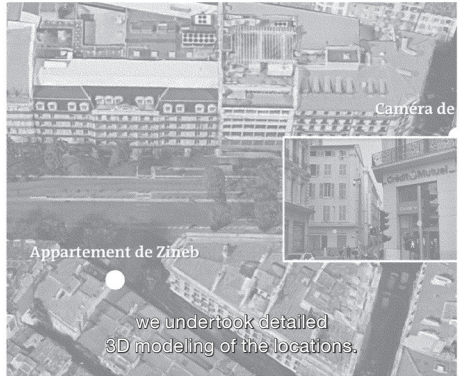 Caméra de
Crédit Mutuel
Appartement de Zineb
we undertook detailed
3D modeling of the locations.